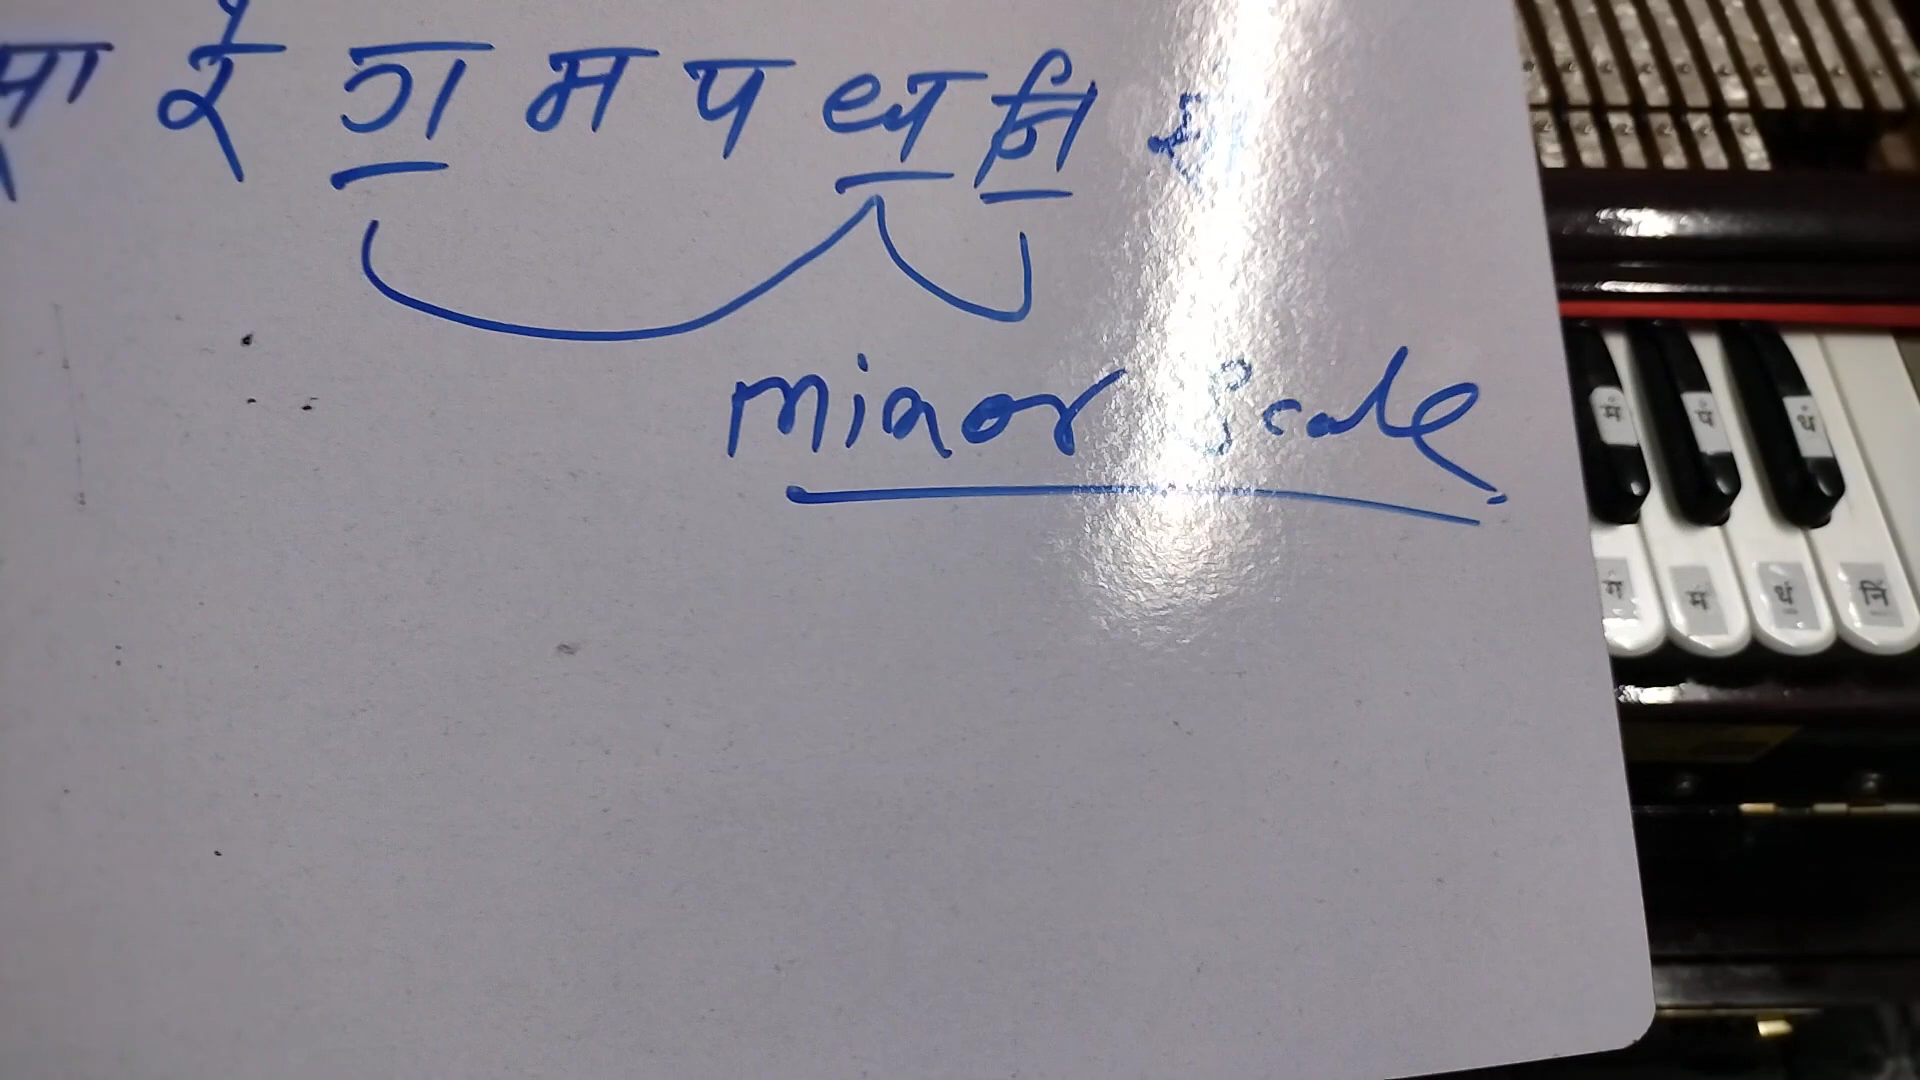 सा रे ग॒ म प ध॒ नि॒ सां
minor Scale
मं पं धं
गं मं धं निं